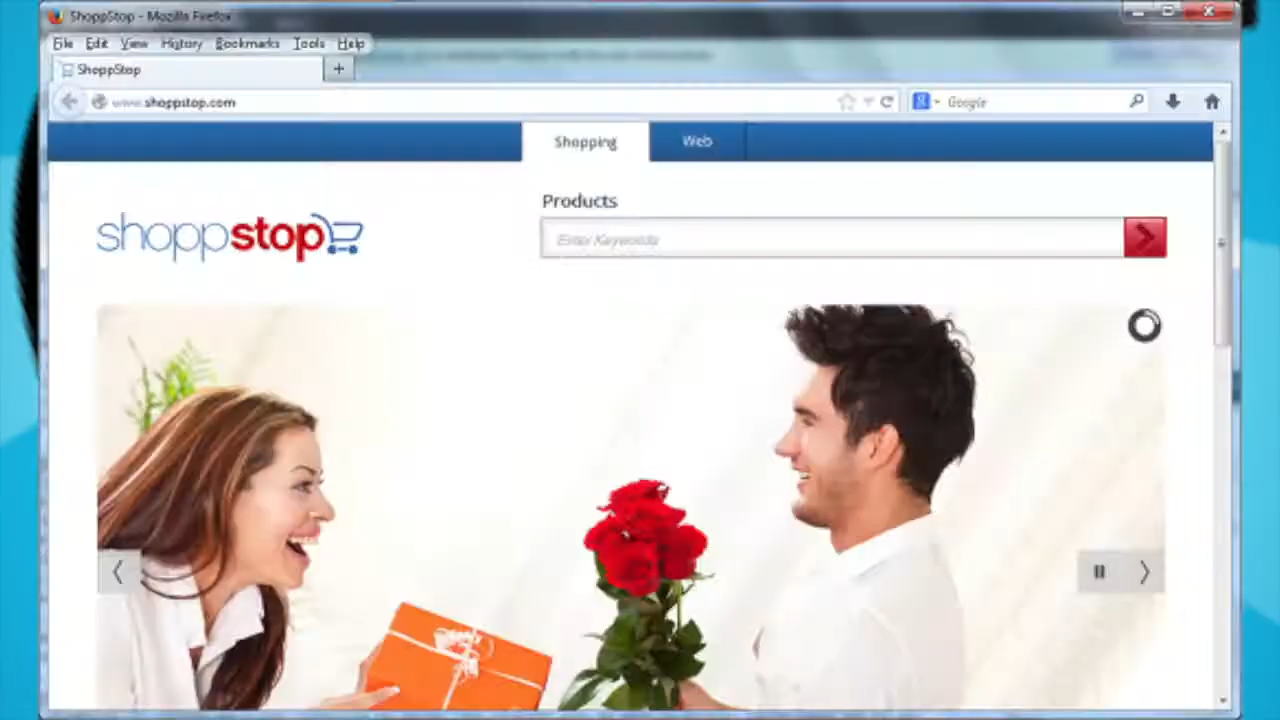 ShoppStop - Mozilla Firefox
File Edit View History Bookmarks Tools Help
ShoppStop +
www.shoppstop.com
Google
Shopping Web
Products
Enter Keywords
shoppstop